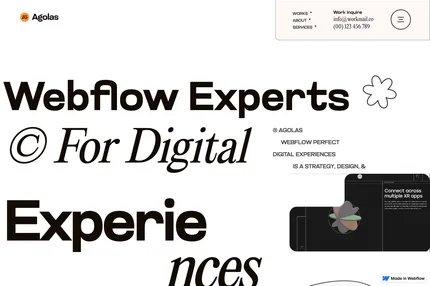 Agolas
WORKS
ABOUT
SERVICES
Work inquire
info@workmail.co
(00) 123 456 789
Webflow Experts
© For Digital
® AGOLAS
WEBFLOW PERFECT
DIGITAL EXPERIENCES
IS A STRATEGY, DESIGN, &
Experie
nces
Connect across
multiple XR apps
Made in Webflow